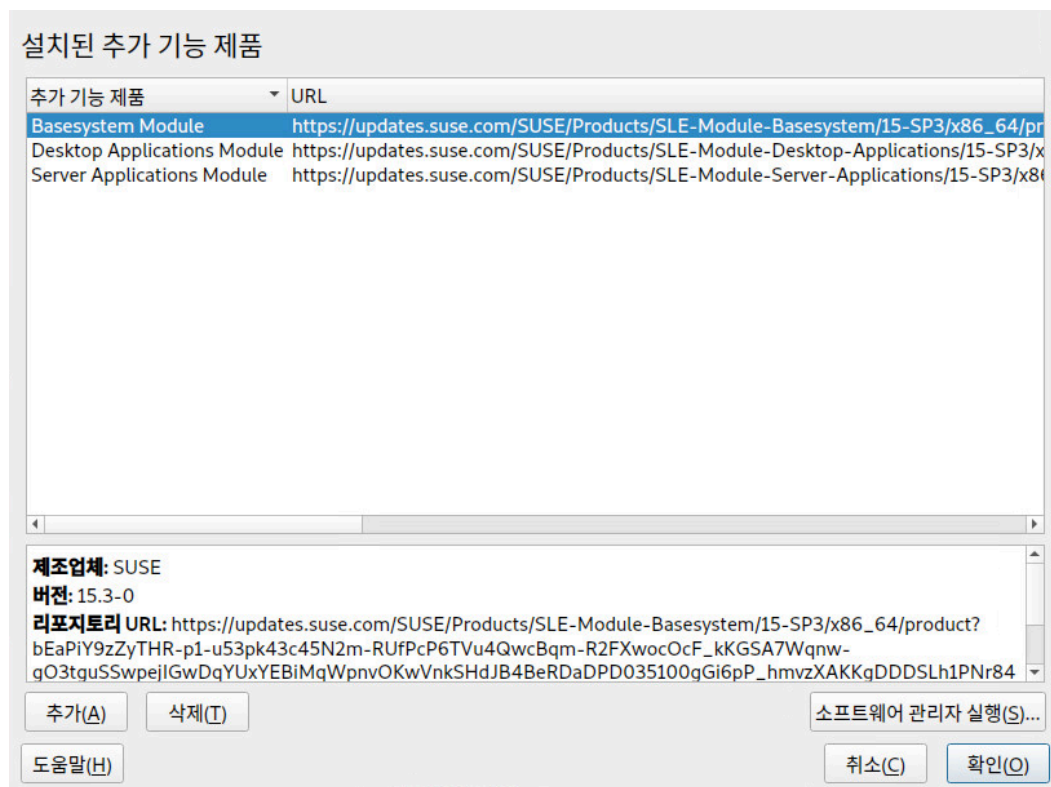 설치된 추가 기능 제품
추가 기능 제품 URL
Basesystem Module https://updates.suse.com/SUSE/Products/SLE-Module-Basesystem/15-SP3/x86_64/pr
Desktop Applications Module https://updates.suse.com/SUSE/Products/SLE-Module-Desktop-Applications/15-SP3/x
Server Applications Module https://updates.suse.com/SUSE/Products/SLE-Module-Server-Applications/15-SP3/x86
제조업체: SUSE
버전: 15.3-0
리포지토리 URL: https://updates.suse.com/SUSE/Products/SLE-Module-Basesystem/15-SP3/x86_64/product?
bEaPiY9zZyTHR-p1-u53pk43c45N2m-RUfPcP6TVu4QwcBqm-R2FXwocOcF_kKGSA7Wqnw-
gO3tguSSwpejIGwDqYUxYEBiMqWpnvOKwVnkSHdJB4BeRDaDPD035100gGi6pP_hmvzXAKKgDDDSLh1PNr84
추가(A) 삭제(T) 소프트웨어 관리자 실행(S)...
도움말(H) 취소(C) 확인(O)